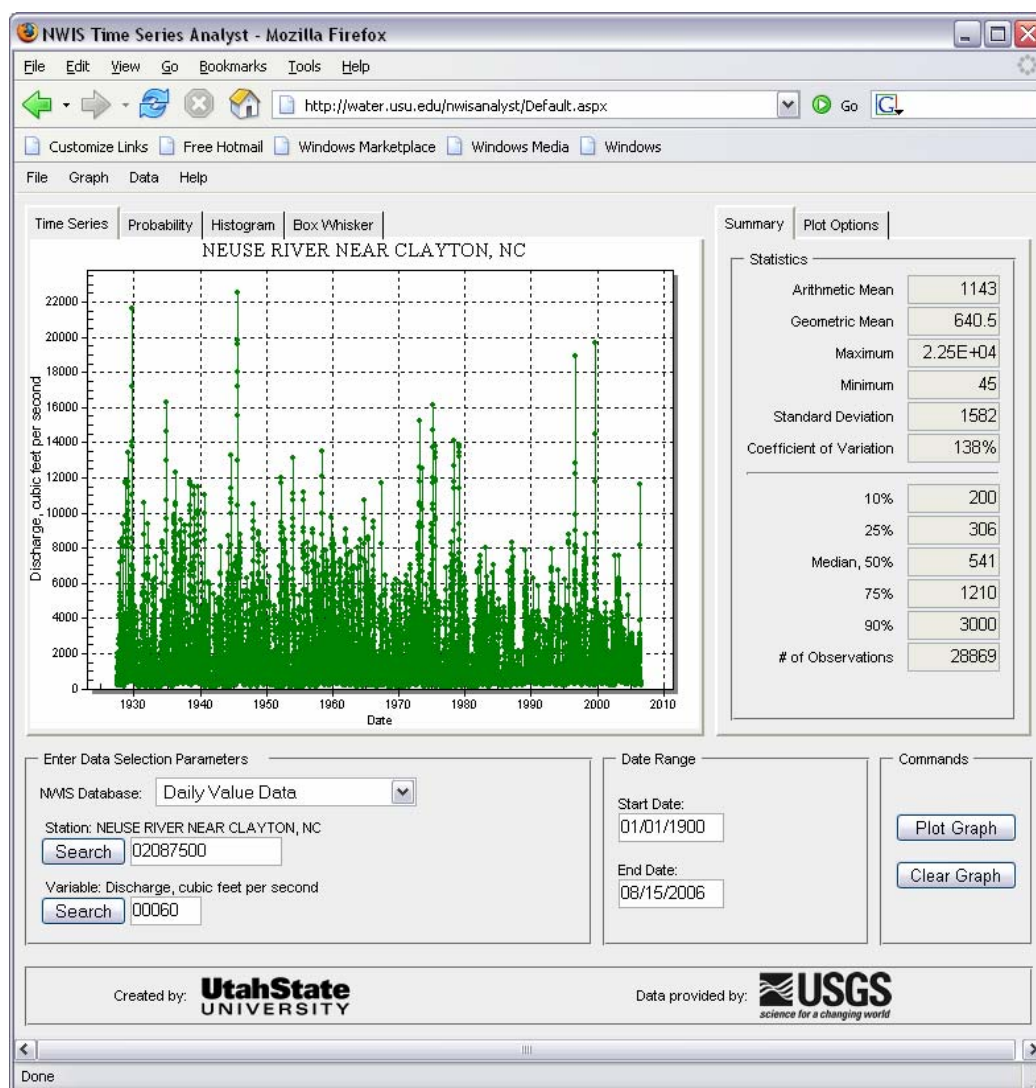 NWIS Time Series Analyst - Mozilla Firefox
File Edit View Go Bookmarks Tools Help
http://water.usu.edu/nwisanalyst/Default.aspx Go G
Customize Links Free Hotmail Windows Marketplace Windows Media Windows
File Graph Data Help
Time Series Probability Histogram Box Whisker
NEUSE RIVER NEAR CLAYTON, NC
Discharge, cubic feet per second
22000
20000
18000
16000
14000
12000
10000
8000
6000
4000
2000
0
1930 1940 1950 1960 1970 1980 1990 2000 2010
Date
Summary Plot Options
Statistics
Arithmetic Mean 1143
Geometric Mean 640.5
Maximum 2.25E+04
Minimum 45
Standard Deviation 1582
Coefficient of Variation 138%
10% 200
25% 306
Median, 50% 541
75% 1210
90% 3000
# of Observations 28869
Enter Data Selection Parameters
NWIS Database: Daily Value Data
Station: NEUSE RIVER NEAR CLAYTON, NC
Search 02087500
Variable: Discharge, cubic feet per second
Search 00060
Date Range
Start Date:
01/01/1900
End Date:
08/15/2006
Commands
Plot Graph
Clear Graph
Created by: UtahState
UNIVERSITY
Data provided by: USGS
science for a changing world
Done